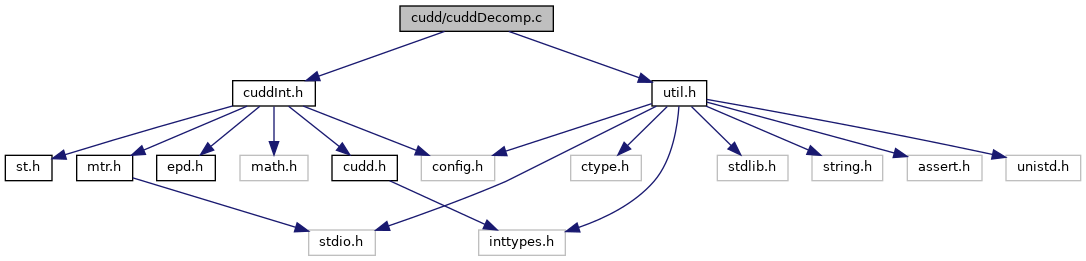 cudd/cuddDecomp.c
cuddInt.h
util.h
st.h
mtr.h
epd.h
math.h
cudd.h
config.h
ctype.h
stdlib.h
string.h
assert.h
unistd.h
stdio.h
inttypes.h